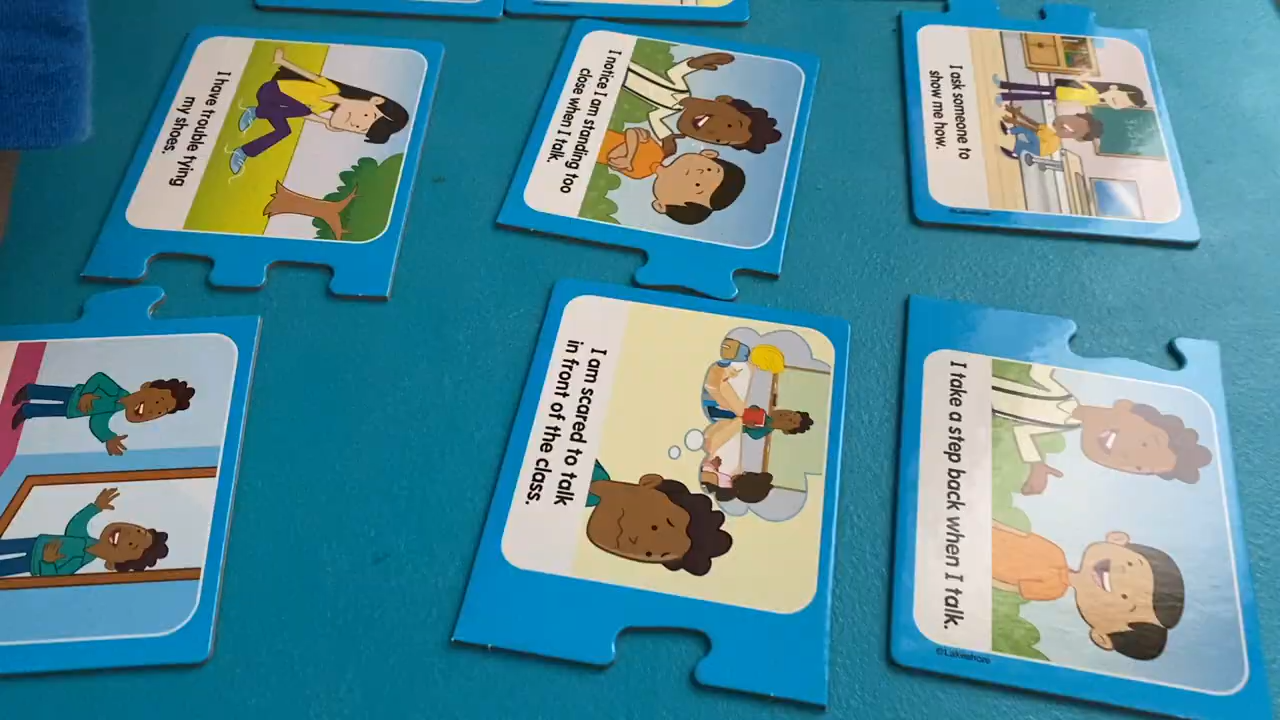 I have trouble tying
my shoes.
I notice I am standing too
close when I talk.
I ask someone to
show me how.
I am scared to talk
in front of the class.
I take a step back when I talk.
©Lakeshore